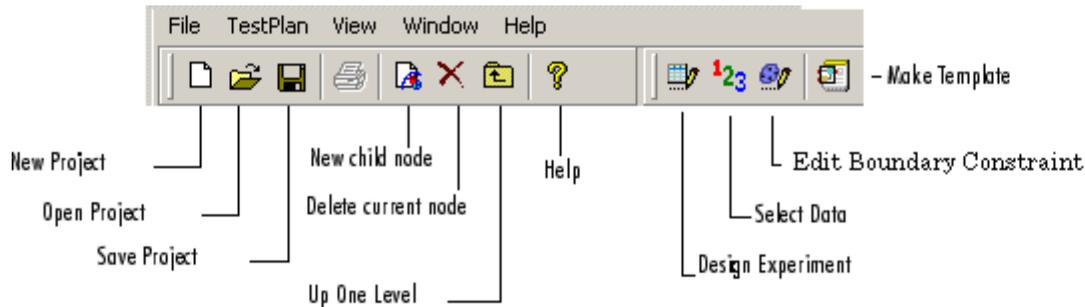 File TestPlan View Window Help
123
Make Template
New Project
New child node
Help
Edit Boundary Constraint
Open Project
Delete current node
Select Data
Save Project
Design Experiment
Up One Level